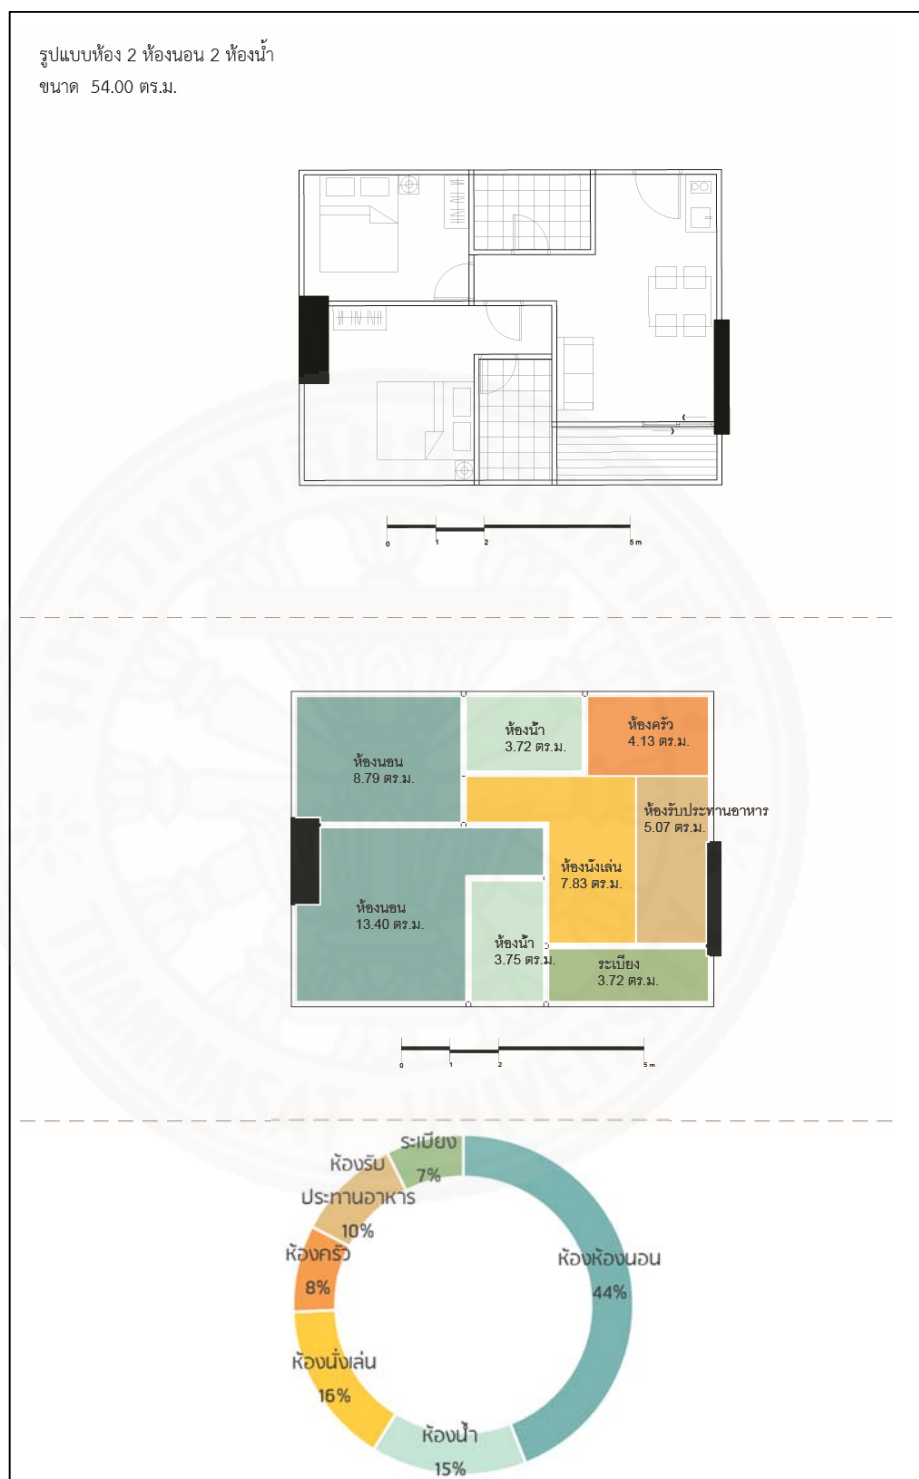 รูปแบบห้อง 2 ห้องนอน 2 ห้องน้ำ
ขนาด 54.00 ตร.ม.
0 1 2 5 m
ห้องนอน
8.79 ตร.ม.
ห้องน้ำ
3.72 ตร.ม.
ห้องครัว
4.13 ตร.ม.
ห้องรับประทานอาหาร
5.07 ตร.ม.
ห้องนั่งเล่น
7.83 ตร.ม.
ห้องนอน
13.40 ตร.ม.
ห้องน้ำ
3.75 ตร.ม.
ระเบียง
3.72 ตร.ม.
0 1 2 5 m
ระเบียง
7%
ห้องรับ
ประทานอาหาร
10%
ห้องครัว
8%
ห้องห้องนอน
44%
ห้องนั่งเล่น
16%
ห้องน้ำ
15%
THAMMASAT UNIVERSITY